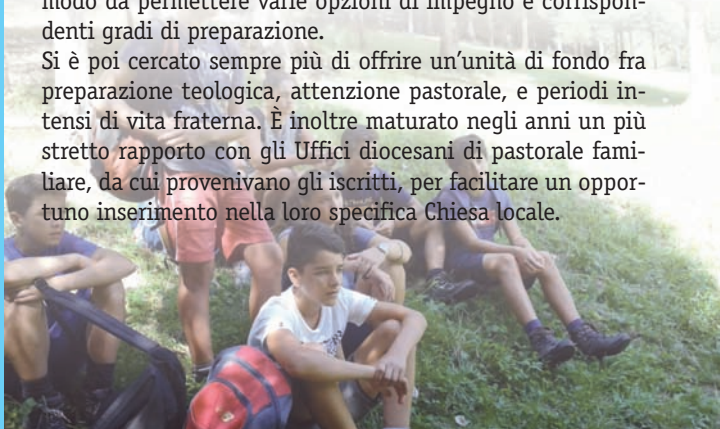 modo da permettere varie opzioni di impegno e corrispon-
denti gradi di preparazione.
Si è poi cercato sempre più di offrire un’unità di fondo fra
preparazione teologica, attenzione pastorale, e periodi in-
tensi di vita fraterna. È inoltre maturato negli anni un più
stretto rapporto con gli Uffici diocesani di pastorale fami-
liare, da cui provenivano gli iscritti, per facilitare un oppor-
tuno inserimento nella loro specifica Chiesa locale.